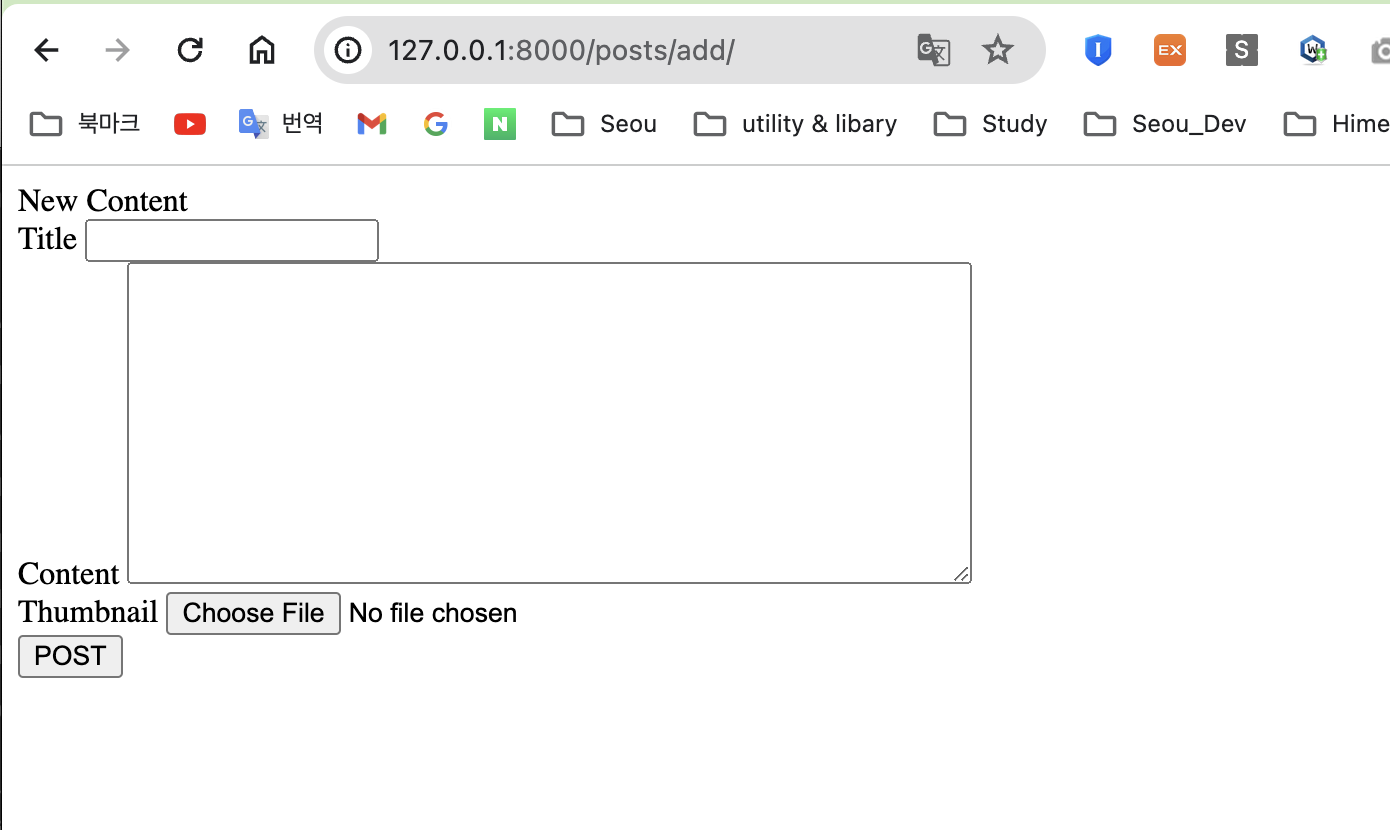 127.0.0.1:8000/posts/add/
EX
S
북마크 번역 N Seou utility & libary Study Seou_Dev Hime
New Content
Title
Content
Thumbnail Choose File No file chosen
POST